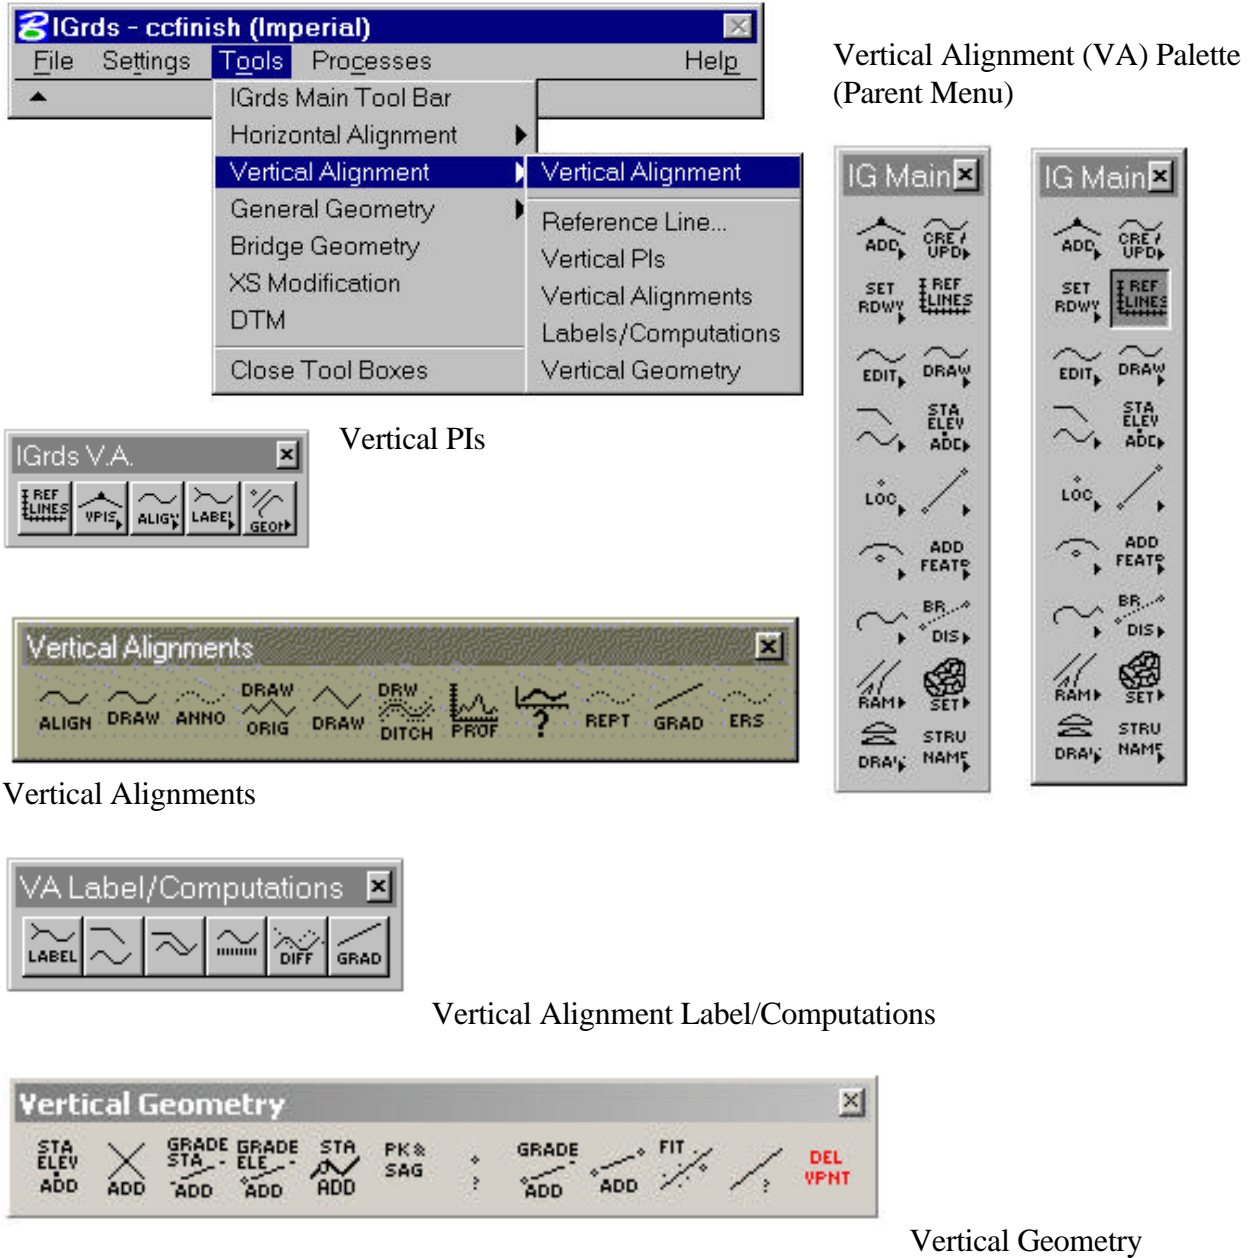 IGrds - ccfinish (Imperial)
File Settings Tools Processes Help
IGrds Main Tool Bar
Horizontal Alignment
Vertical Alignment
General Geometry
Bridge Geometry
XS Modification
DTM
Close Tool Boxes
Vertical Alignment
Reference Line...
Vertical PIs
Vertical Alignments
Labels/Computations
Vertical Geometry
Vertical Alignment (VA) Palette
(Parent Menu)
IG Main
ADD CRE/
UPD
SET
RDWY REF
LINES
EDIT DRAW
STA
ELEV
ADD
LOC
ADD
FEATR
BR
DIS
RAM SET
DRA STRU
NAME
IG Main
ADD CRE/
UPD
SET
RDWY REF
LINES
EDIT DRAW
STA
ELEV
ADD
LOC
ADD
FEATR
BR
DIS
RAM SET
DRA STRU
NAME
Vertical PIs
IGrds V.A.
REF
LINES VPIS ALIGN LABEL GEOM
Vertical Alignments
ALIGN DRAW ANNO DRAW
ORIG DRAW DRW
DITCH PROF ? REPT GRAD ERS
Vertical Alignments
VA Label/Computations
LABEL DIFF GRAD
Vertical Alignment Label/Computations
Vertical Geometry
STA
ELEV
ADD ADD GRADE
STA
ADD GRADE
ELE
ADD STA
ADD PK &
SAG ? GRADE
ADD ADD FIT ? DEL
VPNT
Vertical Geometry